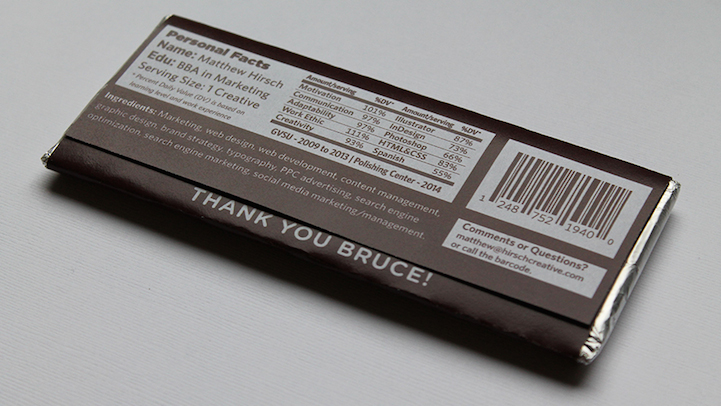 Personal Facts
Name: Matthew Hirsch
Edu: BBA in Marketing
Serving Size: 1 Creative
* Percent Daily Value (DV) is based on
learning level and work experience
Amount/serving %DV* Amount/serving %DV*
Motivation 101% Illustrator 87%
Communication 97% InDesign 73%
Adaptability 97% Photoshop 66%
Work Ethic 111% HTML&CSS 83%
Creativity 93% Spanish 55%
GVSU - 2009 to 2013 | Polishing Center - 2014
Ingredients: Marketing, web design, web development, content management,
graphic design, brand strategy, typography, PPC advertising, search engine
optimization, search engine marketing, social media marketing/management.
THANK YOU BRUCE!
1 248 752 1940 0
Comments or Questions?
matthew@hirschcreative.com
or call the barcode.